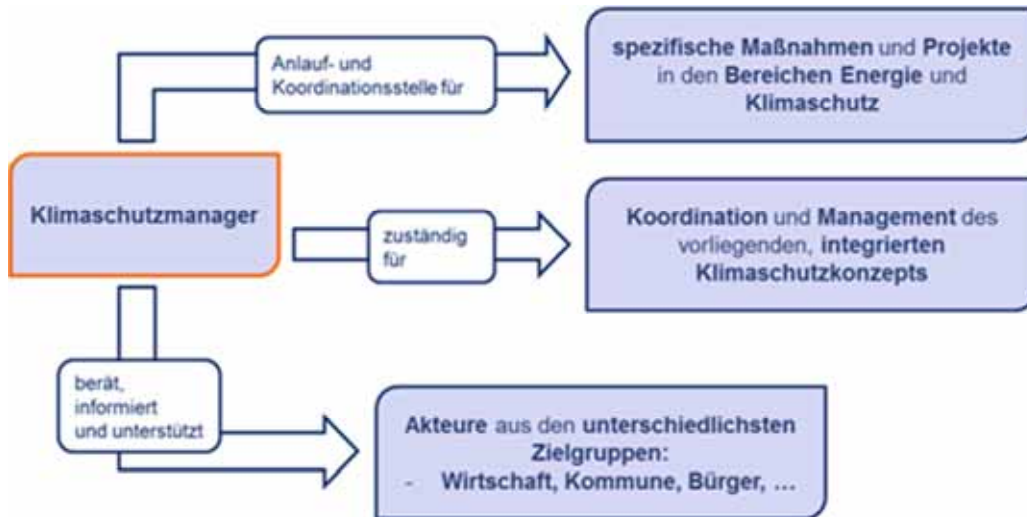 Anlauf- und
Koordinationsstelle für
spezifische Maßnahmen und Projekte
in den Bereichen Energie und
Klimaschutz
Klimaschutzmanager
zuständig
für
Koordination und Management des
vorliegenden, integrierten
Klimaschutzkonzepts
berät,
informiert
und unterstützt
Akteure aus den unterschiedlichsten
Zielgruppen:
- Wirtschaft, Kommune, Bürger, ...